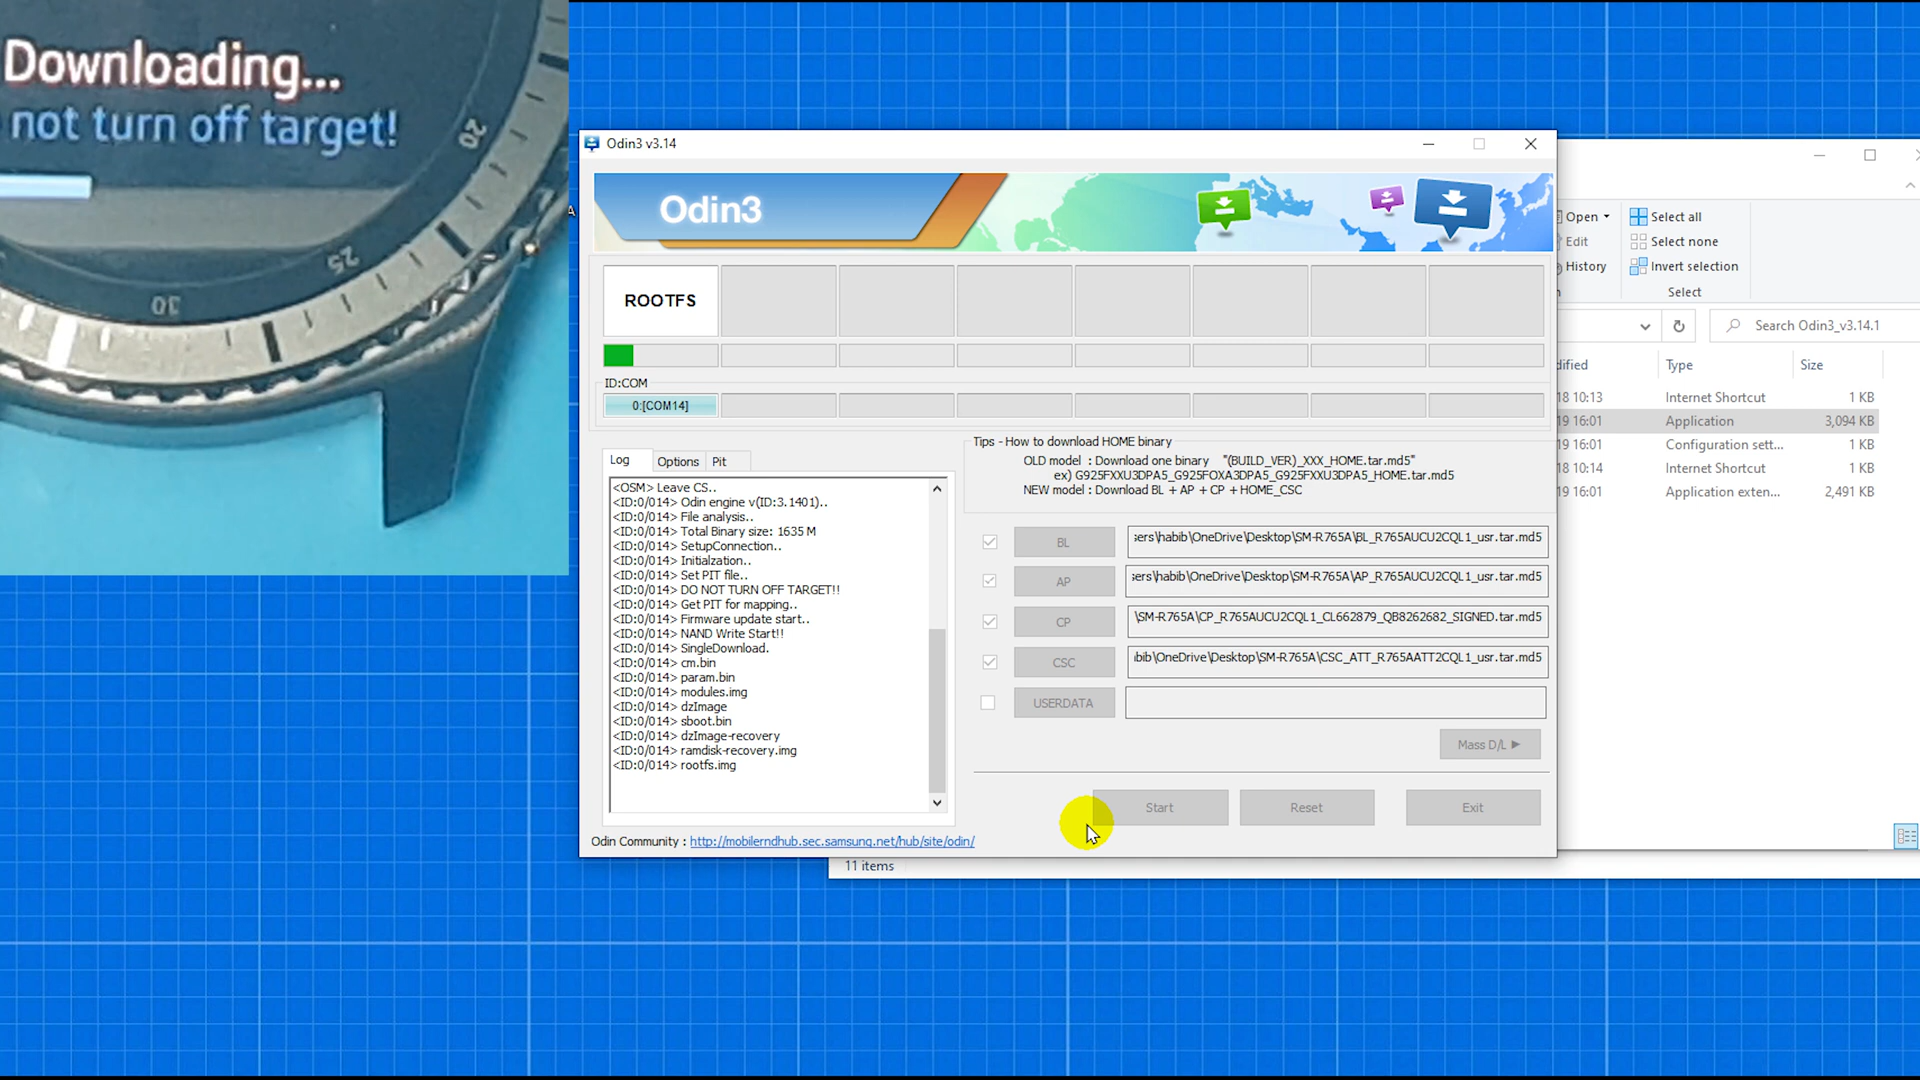 Downloading...
not turn off target!
20
25
30
A
Odin3 v3.14
Odin3
ROOTFS
ID:COM
0:[COM14]
Log
Options
Pit
<OSM> Leave CS..
<ID:0/014> Odin engine v(ID:3.1401)..
<ID:0/014> File analysis..
<ID:0/014> Total Binary size: 1635 M
<ID:0/014> SetupConnection..
<ID:0/014> Initialzation..
<ID:0/014> Set PIT file..
<ID:0/014> DO NOT TURN OFF TARGET!!
<ID:0/014> Get PIT for mapping..
<ID:0/014> Firmware update start..
<ID:0/014> NAND Write Start!!
<ID:0/014> SingleDownload.
<ID:0/014> cm.bin
<ID:0/014> param.bin
<ID:0/014> modules.img
<ID:0/014> dzImage
<ID:0/014> sboot.bin
<ID:0/014> dzImage-recovery
<ID:0/014> ramdisk-recovery.img
<ID:0/014> rootfs.img
Odin Community : http://mobilerndhub.sec.samsung.net/hub/site/odin/
Tips - How to download HOME binary
OLD model : Download one binary "(BUILD_VER)_XXX_HOME.tar.md5"
ex) G925FXXU3DPA5_G925FOXA3DPA5_G925FXXU3DPA5_HOME.tar.md5
NEW model : Download BL + AP + CP + HOME_CSC
BL
sers\habib\OneDrive\Desktop\SM-R765A\BL_R765AUCU2CQL1_usr.tar.md5
AP
sers\habib\OneDrive\Desktop\SM-R765A\AP_R765AUCU2CQL1_usr.tar.md5
CP
\SM-R765A\CP_R765AUCU2CQL1_CL662879_QB8262682_SIGNED.tar.md5
CSC
ibib\OneDrive\Desktop\SM-R765A\CSC_ATT_R765AATT2CQL1_usr.tar.md5
USERDATA
Mass D/L
Start
Reset
Exit
Open
Edit
History
Select all
Select none
Invert selection
Select
Search Odin3_v3.14.1
dified
Type
Size
18 10:13
Internet Shortcut
1 KB
19 16:01
Application
3,094 KB
19 16:01
Configuration sett...
1 KB
18 10:14
Internet Shortcut
1 KB
19 16:01
Application exten...
2,491 KB
11 items